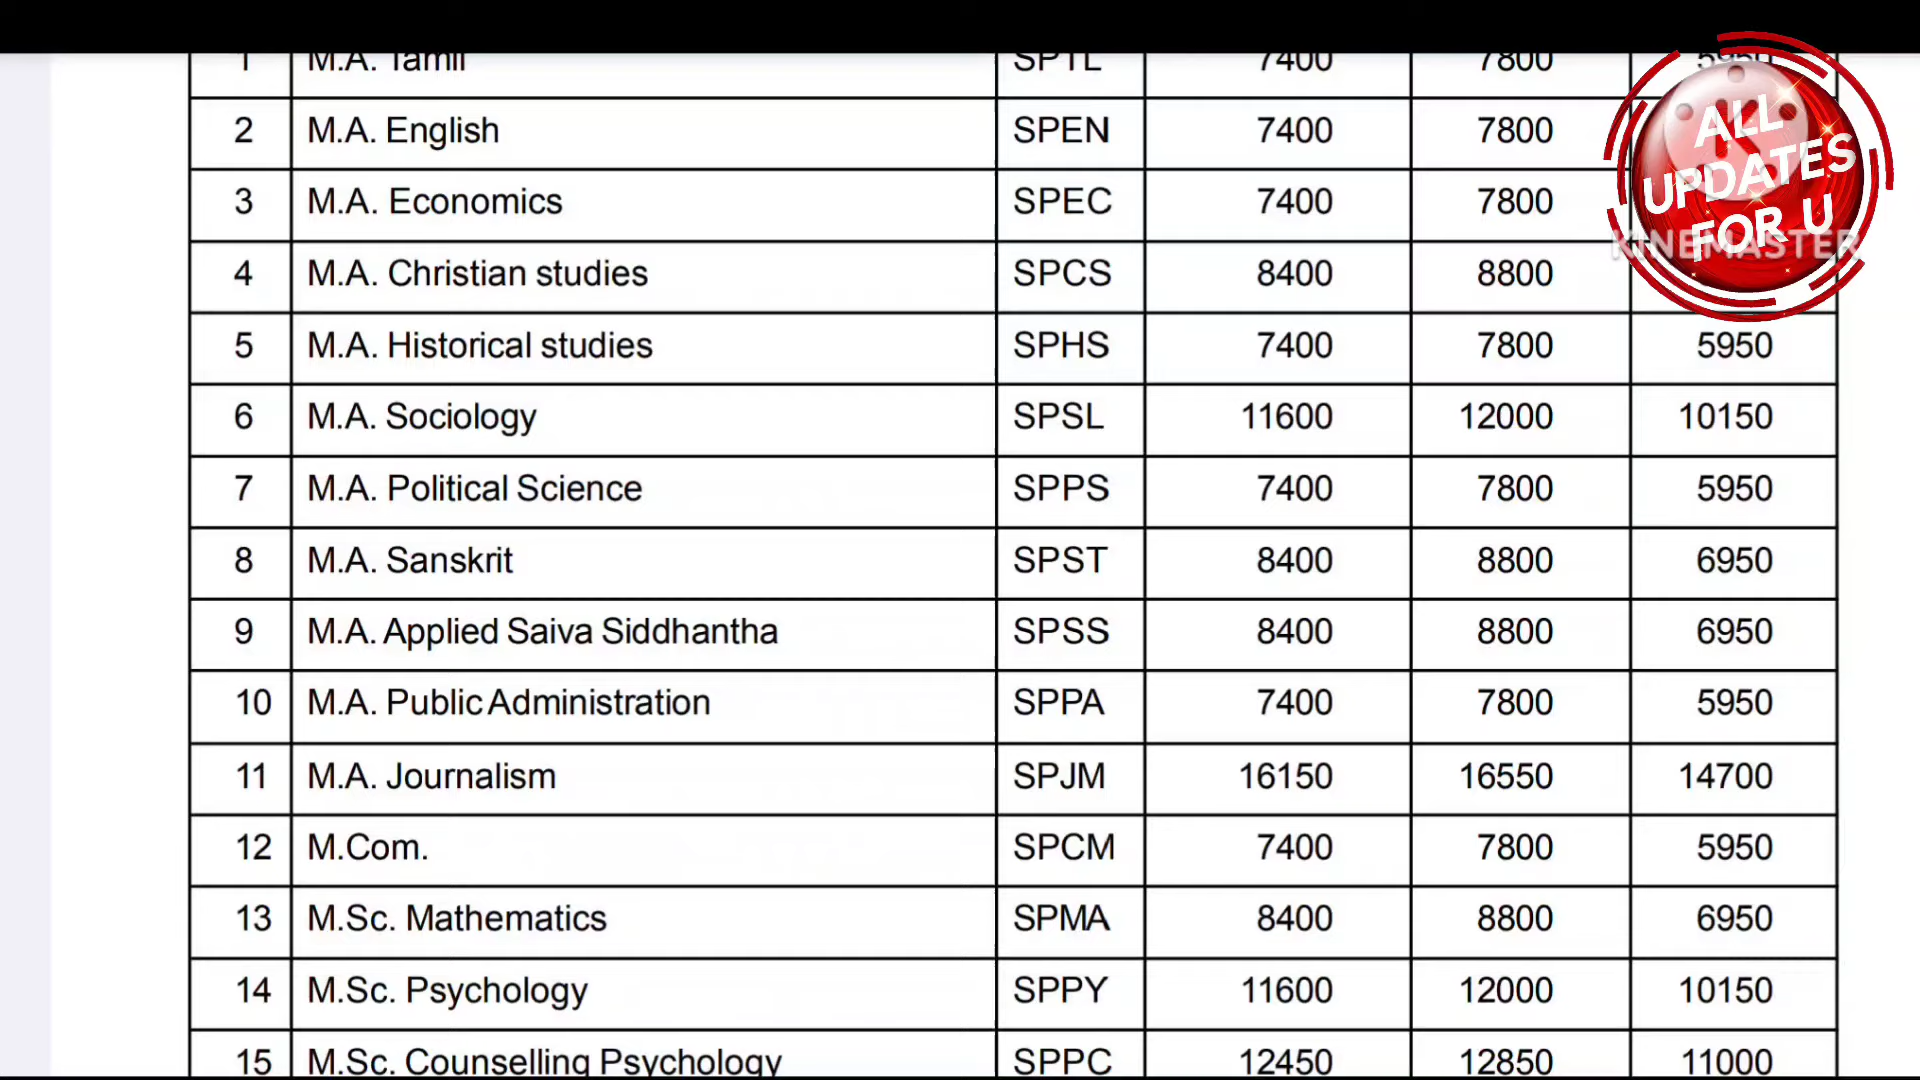 1 M.A. Tamil SPTL 7400 7800 5950
2 M.A. English SPEN 7400 7800
3 M.A. Economics SPEC 7400 7800
4 M.A. Christian studies SPCS 8400 8800
5 M.A. Historical studies SPHS 7400 7800 5950
6 M.A. Sociology SPSL 11600 12000 10150
7 M.A. Political Science SPPS 7400 7800 5950
8 M.A. Sanskrit SPST 8400 8800 6950
9 M.A. Applied Saiva Siddhantha SPSS 8400 8800 6950
10 M.A. Public Administration SPPA 7400 7800 5950
11 M.A. Journalism SPJM 16150 16550 14700
12 M.Com. SPCM 7400 7800 5950
13 M.Sc. Mathematics SPMA 8400 8800 6950
14 M.Sc. Psychology SPPY 11600 12000 10150
15 M.Sc. Counselling Psychology SPPC 12450 12850 11000
ALL
UPDATES
FOR U
K
KINEMASTER